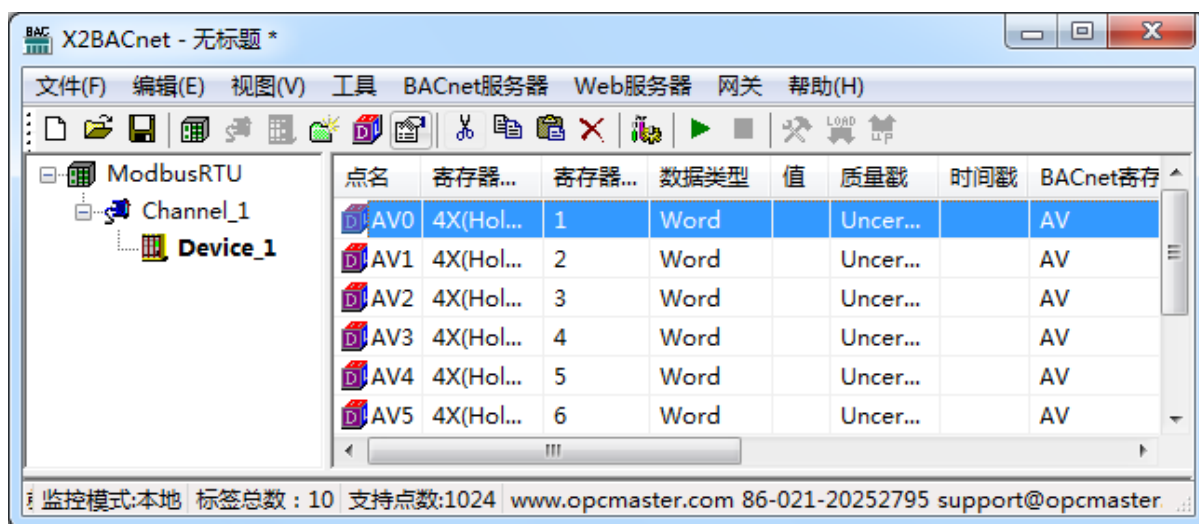 X2BACnet - 无标题 *
文件(F) 编辑(E) 视图(V) 工具 BACnet服务器 Web服务器 网关 帮助(H)
ModbusRTU
Channel_1
Device_1
点名 寄存器... 寄存器... 数据类型 值 质量戳 时间戳 BACnet寄存
AV0 4X(Hol... 1 Word Uncer... AV
AV1 4X(Hol... 2 Word Uncer... AV
AV2 4X(Hol... 3 Word Uncer... AV
AV3 4X(Hol... 4 Word Uncer... AV
AV4 4X(Hol... 5 Word Uncer... AV
AV5 4X(Hol... 6 Word Uncer... AV
监控模式:本地 标签总数：10 支持点数:1024 www.opcmaster.com 86-021-20252795 support@opcmaster.